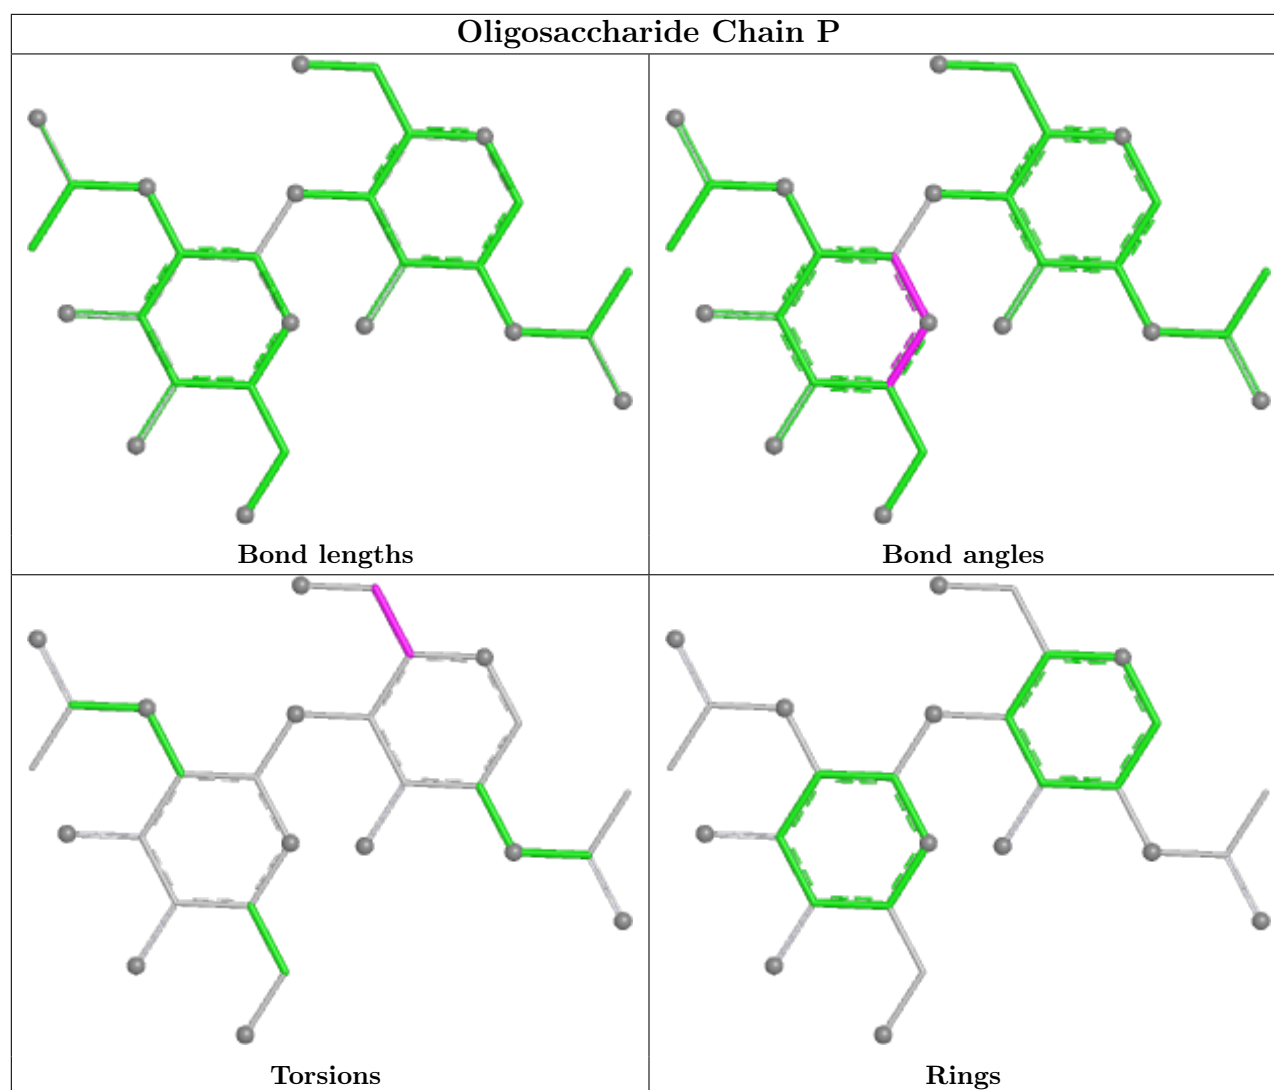 Oligosaccharide Chain P
Bond lengths
Bond angles
Torsions
Rings